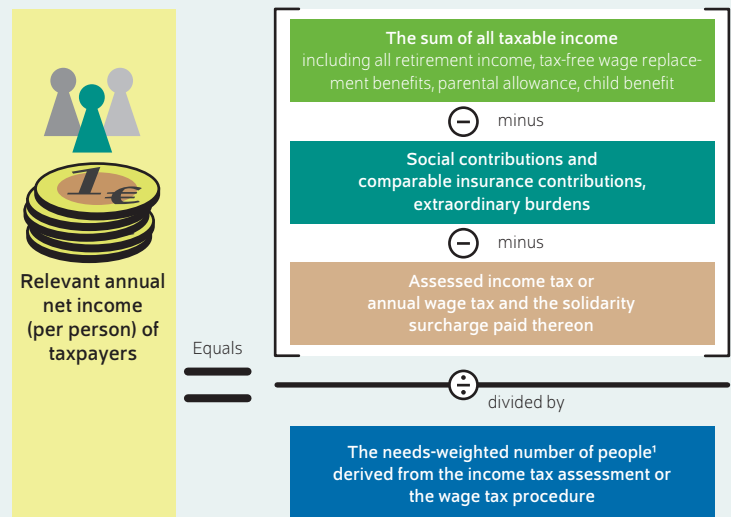 The sum of all taxable income
including all retirement income, tax-free wage replace-
ment benefits, parental allowance, child benefit
minus
Social contributions and
comparable insurance contributions,
extraordinary burdens
minus
Assessed income tax or
annual wage tax and the solidarity
surcharge paid thereon
1 €
Relevant annual
net income
(per person) of
taxpayers
Equals
divided by
The needs-weighted number of people¹
derived from the income tax assessment or
the wage tax procedure